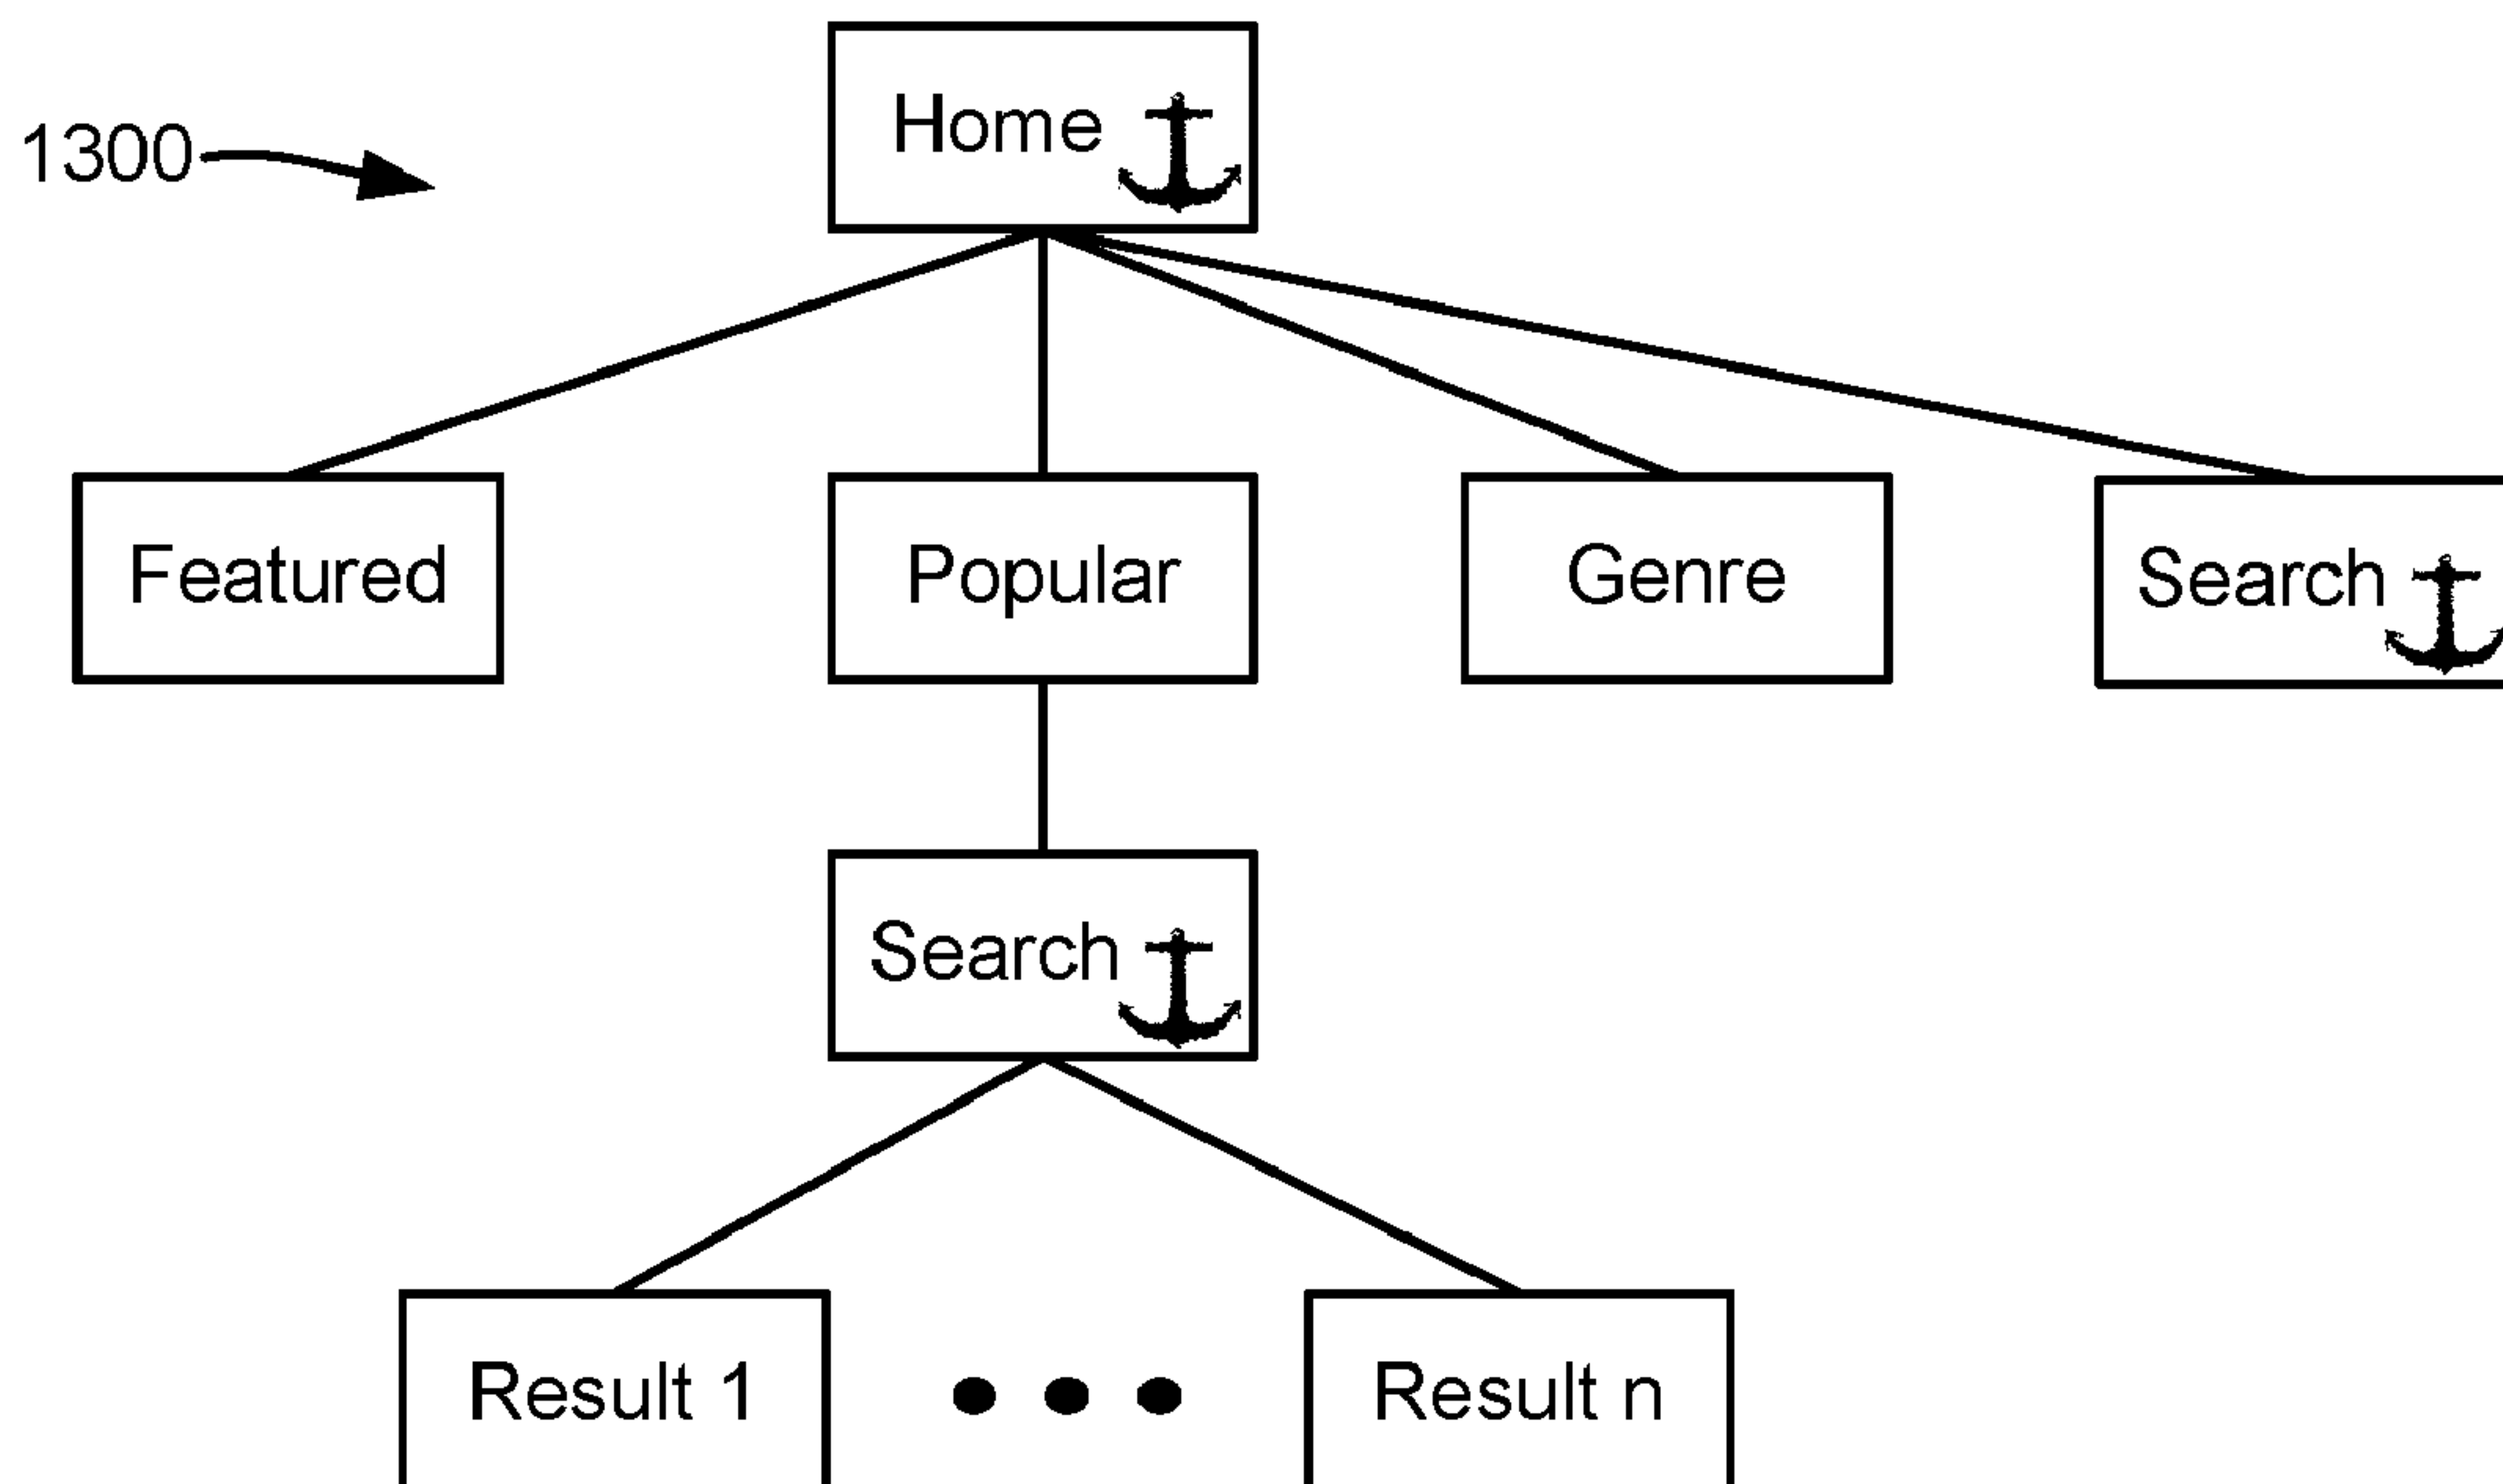 Home
1300
Featured
Popular
Genre
Search
Search
Result 1
Result n